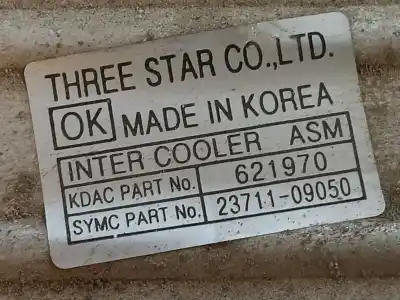 THREE STAR CO.,LTD.
OK MADE IN KOREA
INTER COOLER ASM
KDAC PART No. 621970
SYMC PART No. 23711-09050